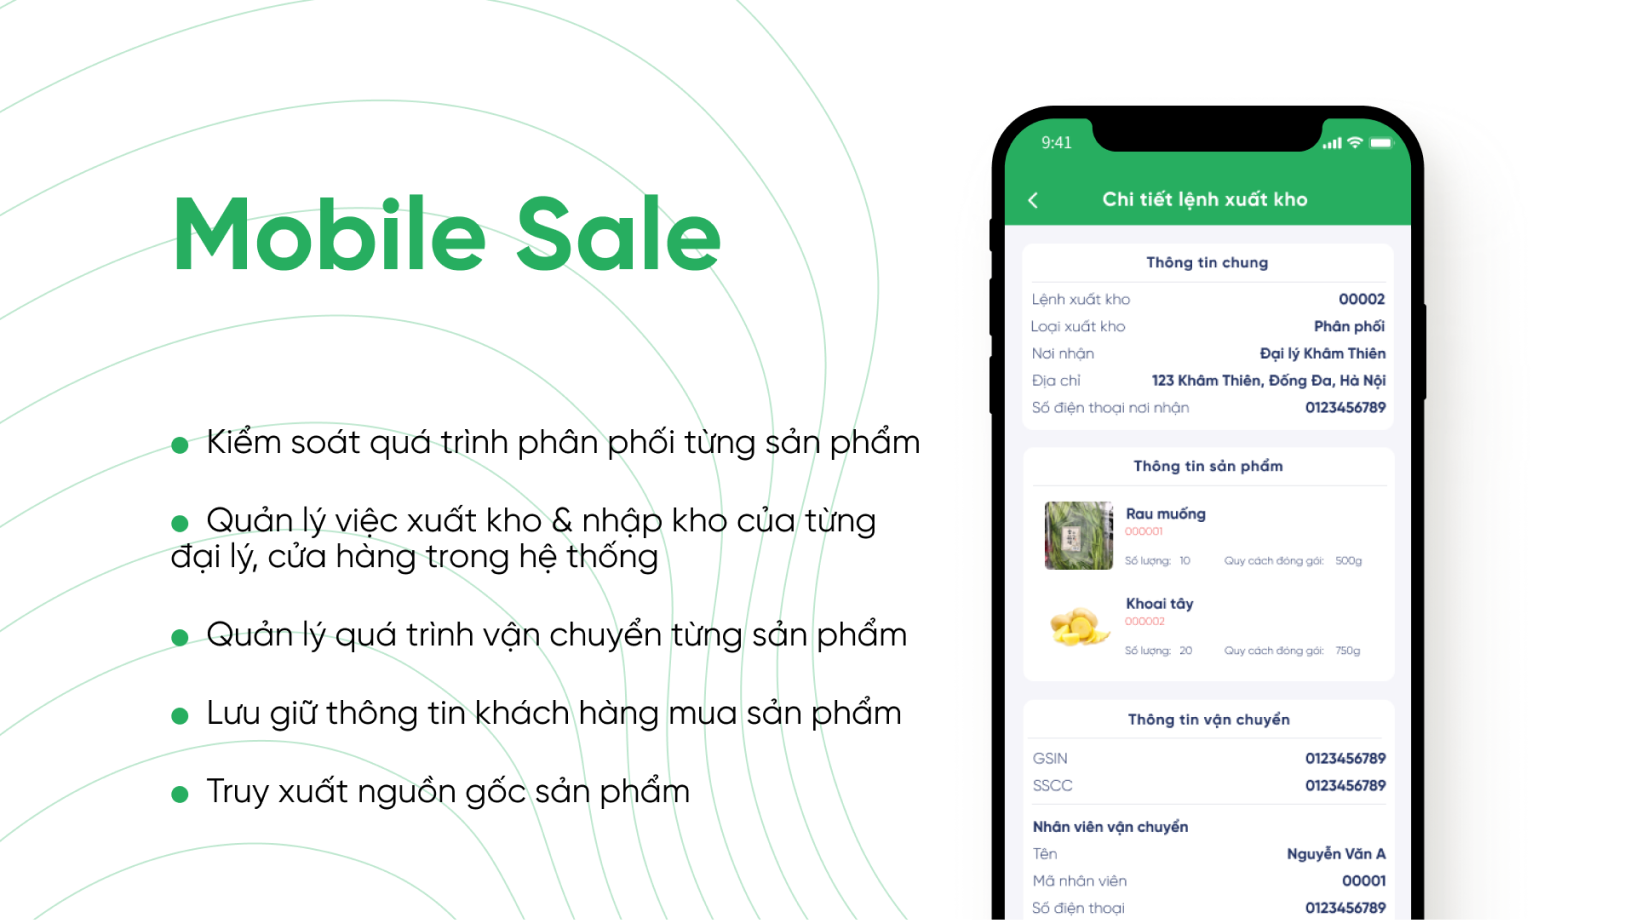 Mobile Sale
Kiểm soát quá trình phân phối từng sản phẩm
Quản lý việc xuất kho & nhập kho của từng
đại lý, cửa hàng trong hệ thống
Quản lý quá trình vận chuyển từng sản phẩm
Lưu giữ thông tin khách hàng mua sản phẩm
Truy xuất nguồn gốc sản phẩm
9:41
Chi tiết lệnh xuất kho
Thông tin chung
Lệnh xuất kho 00002
Loại xuất kho Phân phối
Nơi nhận Đại lý Khâm Thiên
Địa chỉ 123 Khâm Thiên, Đống Đa, Hà Nội
Số điện thoại nơi nhận 0123456789
Thông tin sản phẩm
Rau muống
000001
Số lượng: 10 Quy cách đóng gói: 500g
Khoai tây
000002
Số lượng: 20 Quy cách đóng gói: 750g
Thông tin vận chuyển
GSIN 0123456789
SSCC 0123456789
Nhân viên vận chuyển
Tên Nguyễn Văn A
Mã nhân viên 00001
Số điện thoại 0123456789